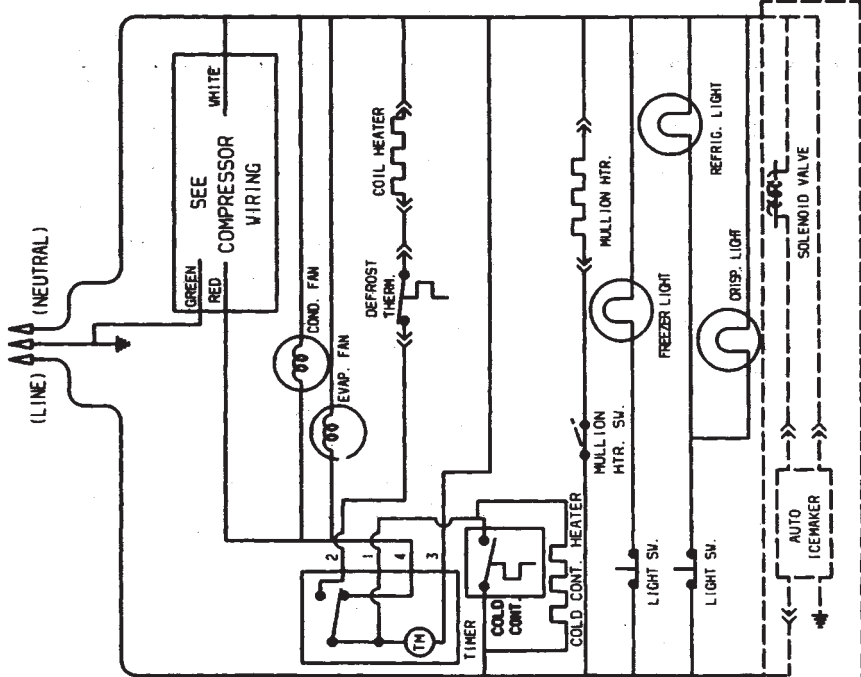 (LINE)
(NEUTRAL)
GREEN
RED
WHITE
SEE
COMPRESSOR
WIRING
COND. FAN
EVAP. FAN
DEFROST
THERM.
COIL HEATER
2
1
4
3
TM
TIMER
COLD
CONT.
COLD CONT. HEATER
MULLION
HTR. SW.
MULLION HTR.
LIGHT SW.
FREEZER LIGHT
LIGHT SW.
CRISP. LIGHT
REFRIG. LIGHT
AUTO
ICEMAKER
SOLENOID VALVE